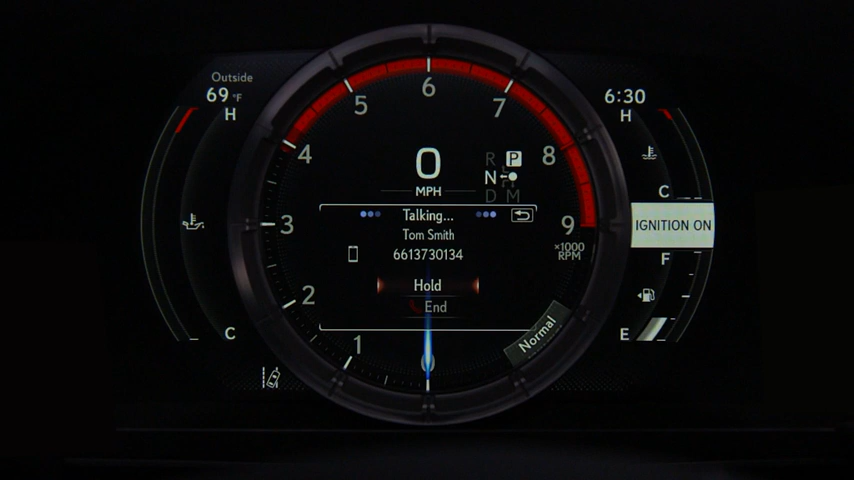 Outside
69 °F
6:30
H
H
6
5
7
4
8
0
MPH
R
P
N
D M
C
Talking...
Tom Smith
6613730134
3
9
×1000
RPM
IGNITION ON
F
Hold
End
2
E
C
Normal
1
0